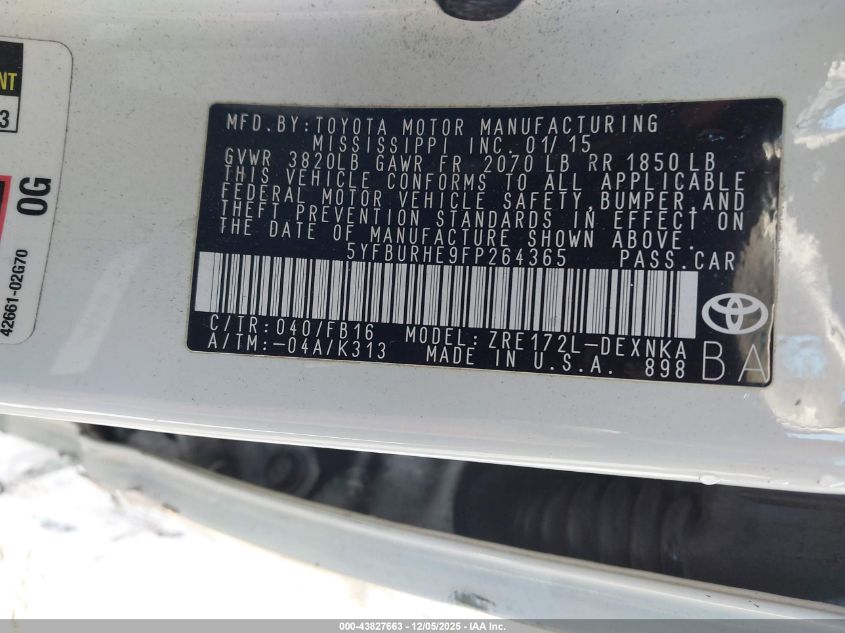 NT
3
0G
42661-02G70
MFD.BY:TOYOTA MOTOR MANUFACTURING
MISSISSIPPI INC. 01/15
GVWR 3820LB GAWR FR 2070 LB RR 1850 LB
THIS VEHICLE CONFORMS TO ALL APPLICABLE
FEDERAL MOTOR VEHICLE SAFETY,BUMPER,AND
THEFT PREVENTION STANDARDS IN EFFECT ON
THE DATE OF MANUFACTURE SHOWN ABOVE.
5YFBURHE9FP264365 PASS.CAR
C/TR:040/FB16 MODEL:ZRE172L-DEXNKA
A/TM:-04A/K313 MADE IN U.S.A. 898 BA
000-43827663 - 12/05/2025 - IAA Inc.